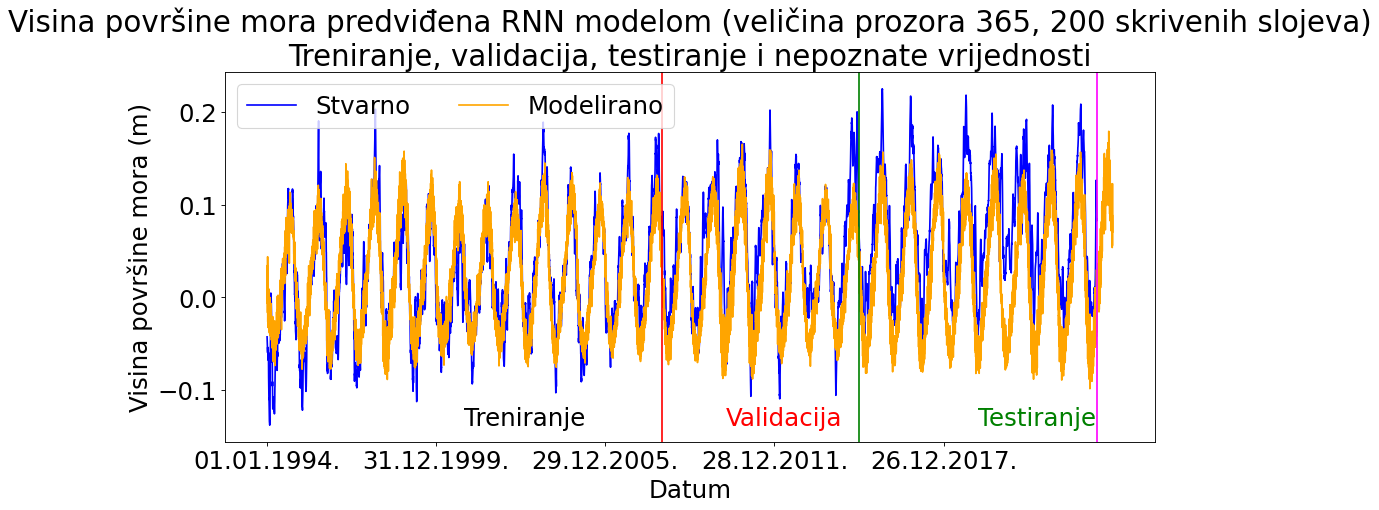 Visina površine mora predviđena RNN modelom (veličina prozora 365, 200 skrivenih slojeva)
Treniranje, validacija, testiranje i nepoznate vrijednosti
Stvarno Modelirano
Visina površine mora (m)
0.2
0.1
0.0
−0.1
Treniranje Validacija Testiranje
01.01.1994. 31.12.1999. 29.12.2005. 28.12.2011. 26.12.2017.
Datum